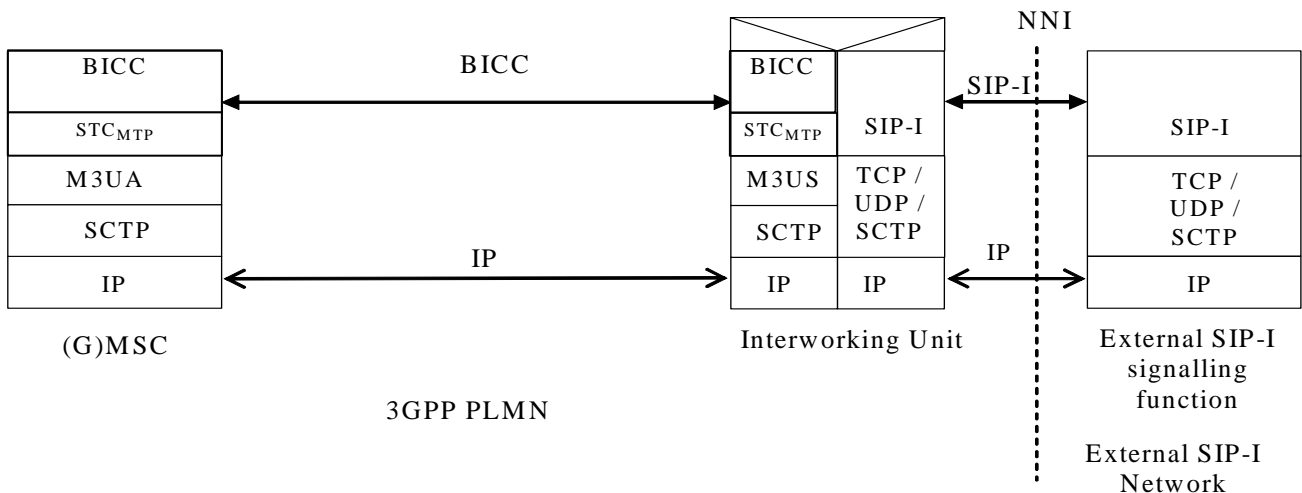 NNI
BICC
STCMTP
M3UA
SCTP
IP
(G)MSC
BICC
IP
3GPP PLMN
BICC
STCMTP
M3US
SCTP
IP
SIP-I
TCP /
UDP /
SCTP
IP
Interworking Unit
SIP-I
IP
SIP-I
TCP /
UDP /
SCTP
IP
External SIP-I
signalling
function
External SIP-I
Network